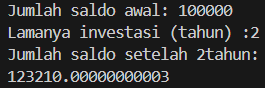 Jumlah saldo awal: 100000
Lamanya investasi (tahun) :2
Jumlah saldo setelah 2tahun:
123210.00000000003